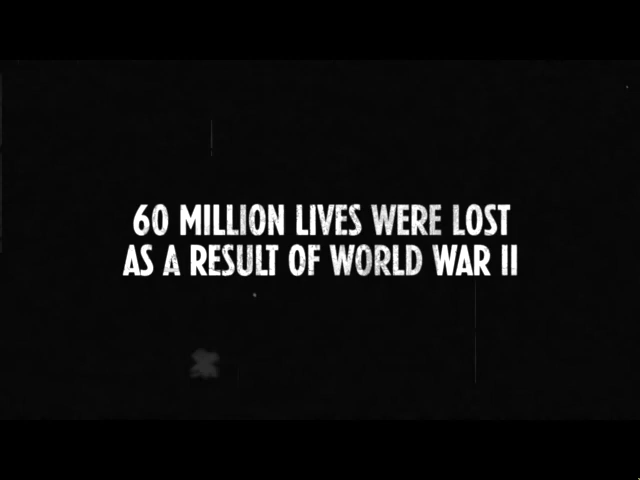 60 MILLION LIVES WERE LOST
AS A RESULT OF WORLD WAR II